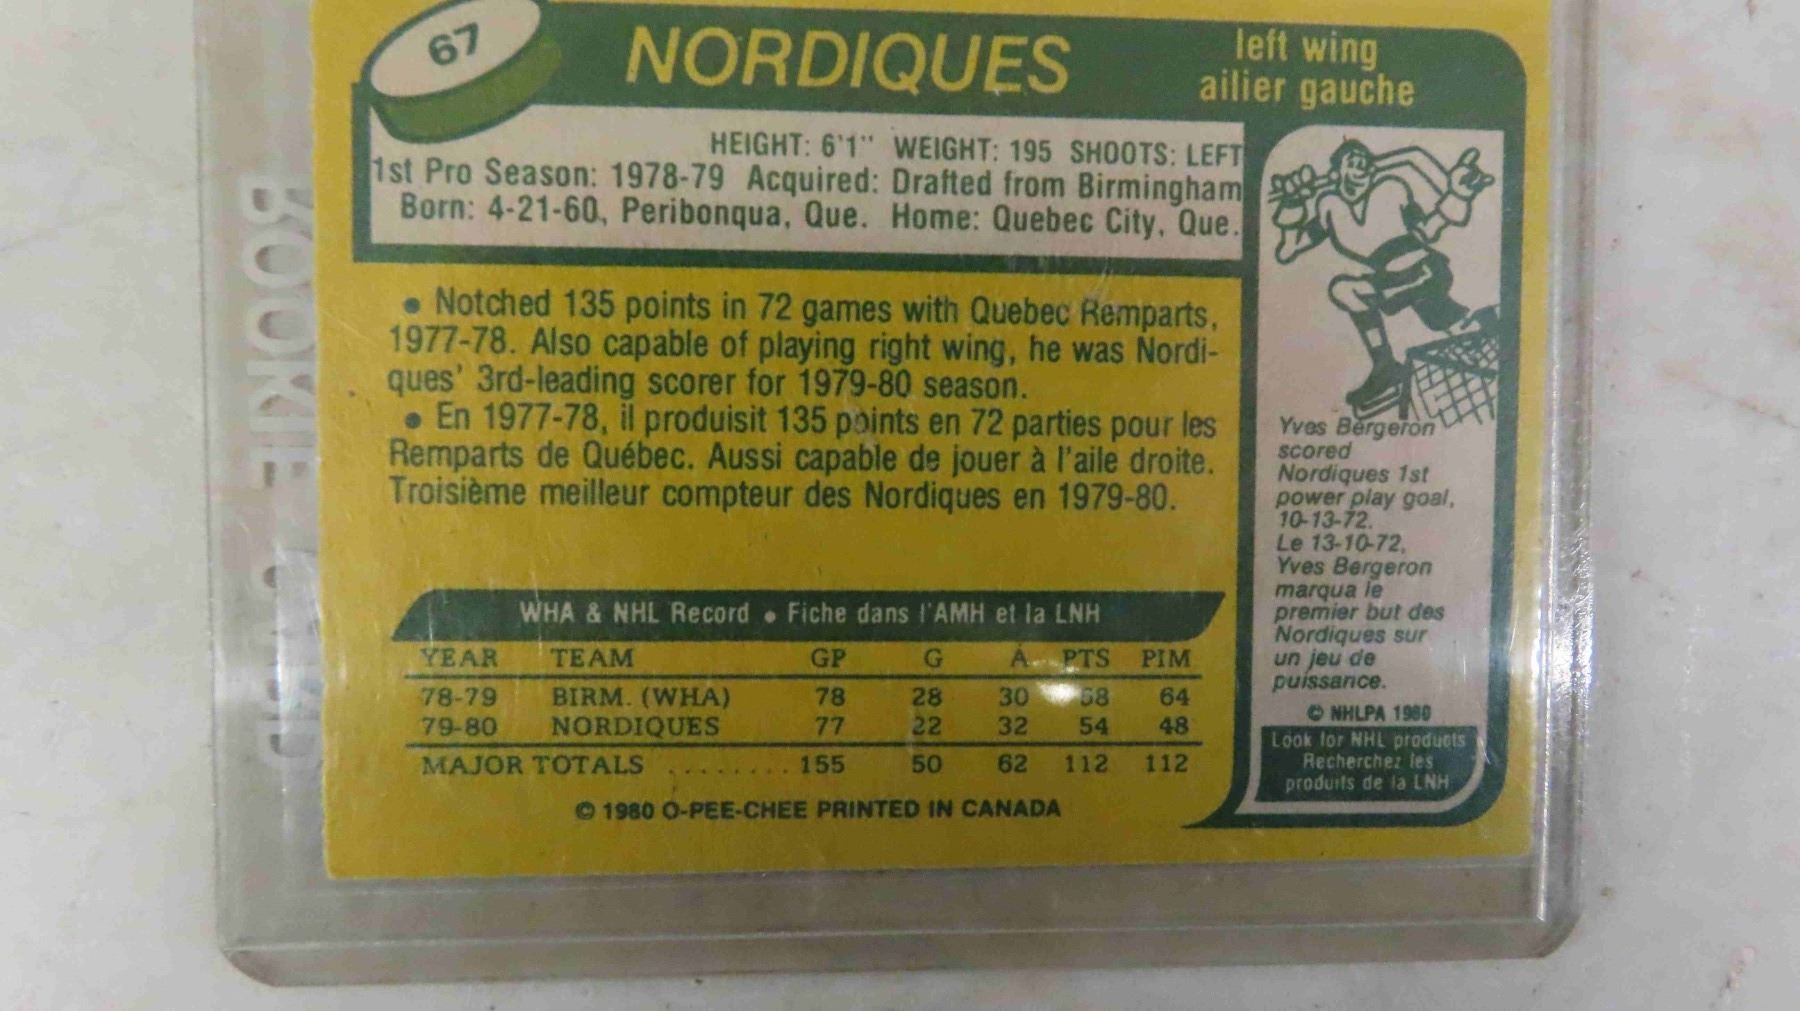 67
NORDIQUES
left wing
ailier gauche
HEIGHT: 6'1" WEIGHT: 195 SHOOTS: LEFT
1st Pro Season: 1978-79 Acquired: Drafted from Birmingham
Born: 4-21-60, Peribonqua, Que. Home: Quebec City, Que.
• Notched 135 points in 72 games with Quebec Remparts,
1977-78. Also capable of playing right wing, he was Nordi-
ques' 3rd-leading scorer for 1979-80 season.
• En 1977-78, il produisit 135 points en 72 parties pour les
Remparts de Québec. Aussi capable de jouer à l'aile droite.
Troisième meilleur compteur des Nordiques en 1979-80.
WHA & NHL Record • Fiche dans l'AMH et la LNH
YEAR TEAM GP G A PTS PIM
78-79 BIRM. (WHA) 78 28 30 58 64
79-80 NORDIQUES 77 22 32 54 48
MAJOR TOTALS ........ 155 50 62 112 112
© 1980 O-PEE-CHEE PRINTED IN CANADA
Yves Bergeron
scored
Nordiques 1st
power play goal,
10-13-72.
Le 13-10-72,
Yves Bergeron
marqua le
premier but des
Nordiques sur
un jeu de
puissance.
© NHLPA 1980
Look for NHL products
Recherchez les
produits de la LNH
ROOKIE CARD